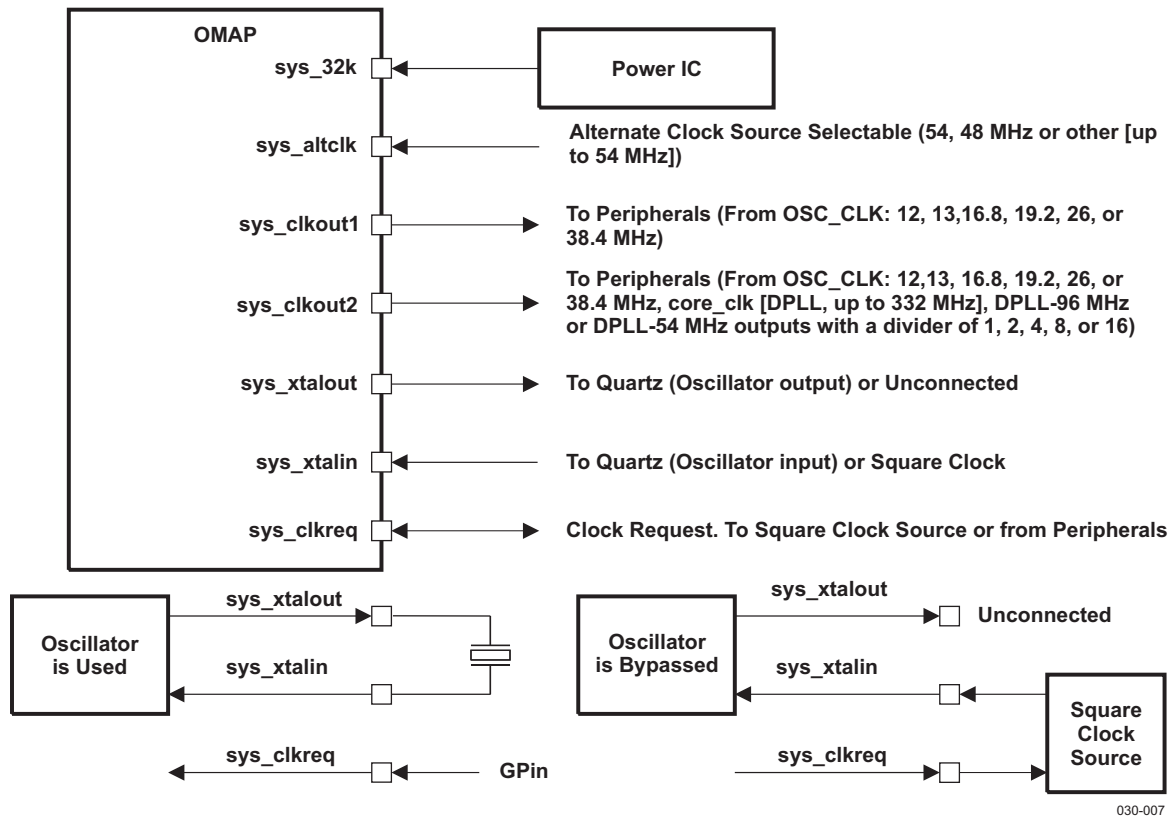 OMAP
sys_32k
Power IC
sys_altclk
Alternate Clock Source Selectable (54, 48 MHz or other [up
to 54 MHz])
sys_clkout1
To Peripherals (From OSC_CLK: 12, 13,16.8, 19.2, 26, or
38.4 MHz)
sys_clkout2
To Peripherals (From OSC_CLK: 12,13, 16.8, 19.2, 26, or
38.4 MHz, core_clk [DPLL, up to 332 MHz], DPLL-96 MHz
or DPLL-54 MHz outputs with a divider of 1, 2, 4, 8, or 16)
sys_xtalout
To Quartz (Oscillator output) or Unconnected
sys_xtalin
To Quartz (Oscillator input) or Square Clock
sys_clkreq
Clock Request. To Square Clock Source or from Peripherals
Oscillator
is Used
sys_xtalout
sys_xtalin
sys_clkreq
GPin
Oscillator
is Bypassed
sys_xtalout
Unconnected
sys_xtalin
Square
Clock
Source
sys_clkreq
030-007